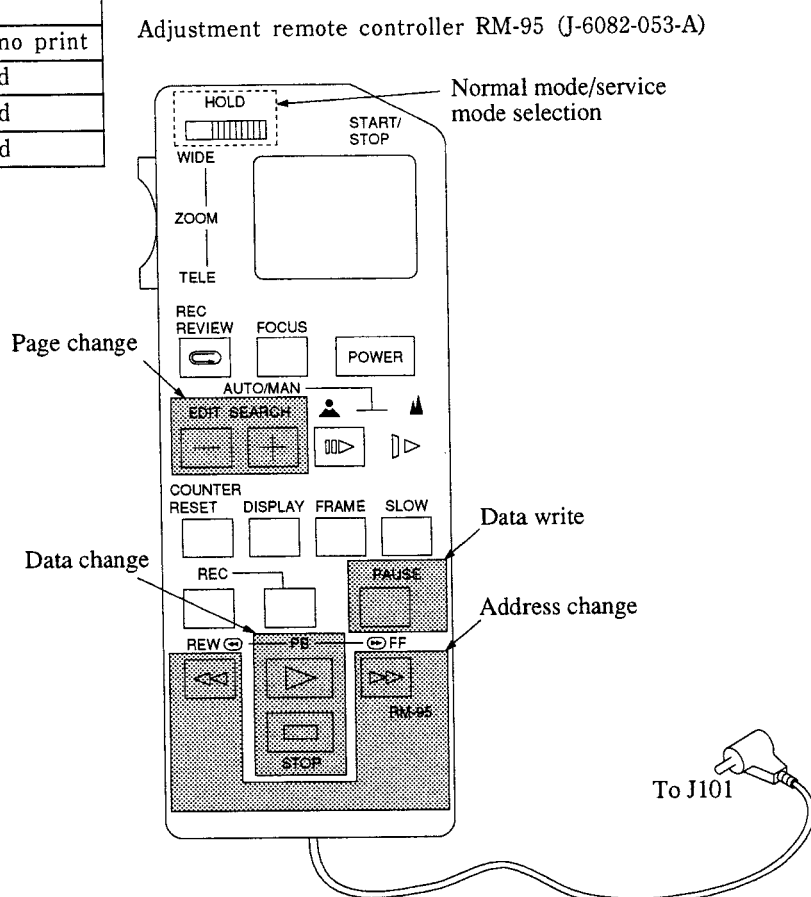 no print
d
d
d
Adjustment remote controller RM-95 (J-6082-053-A)
Normal mode/service
mode selection
HOLD
START/
STOP
WIDE
ZOOM
TELE
REC
REVIEW
FOCUS
POWER
Page change
AUTO/MAN
EDIT SEARCH
COUNTER
RESET
DISPLAY
FRAME
SLOW
Data write
Data change
REC
PAUSE
Address change
REW
PB
FF
RM-95
STOP
To J101